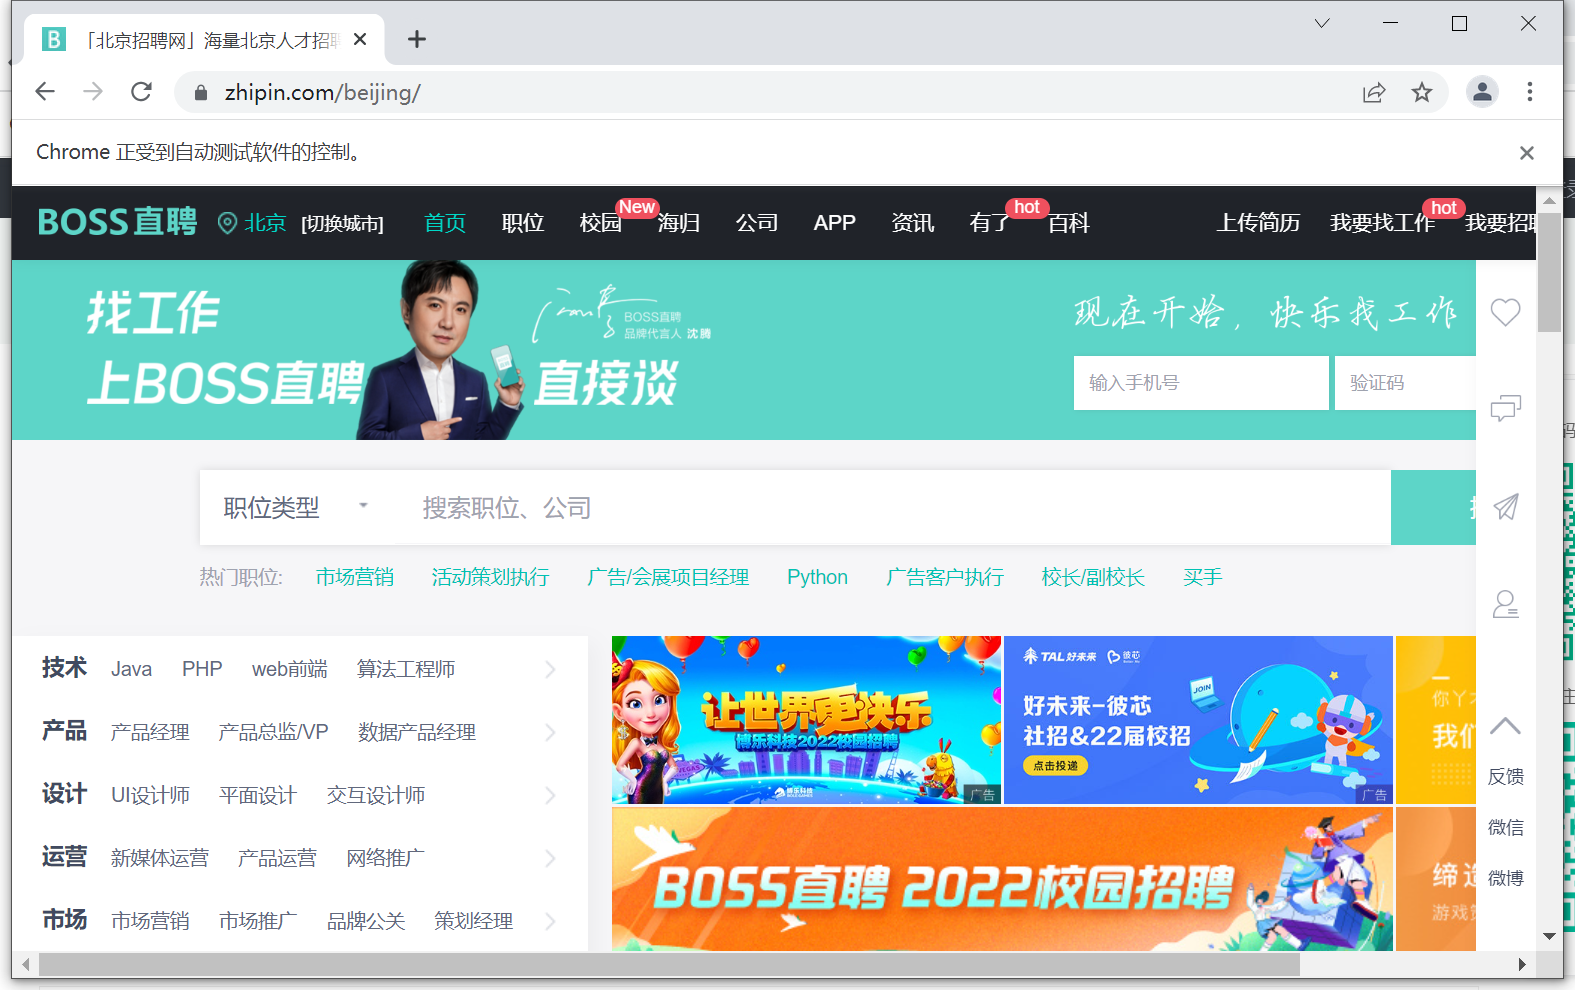 「北京招聘网」海量北京人才招聘
zhipin.com/beijing/
Chrome 正受到自动测试软件的控制。
BOSS直聘 北京 [切换城市] 首页 职位 校园 New 海归 公司 APP 资讯 有了 hot 百科 上传简历 我要找工作 hot 我要招聘
找工作
上BOSS直聘 直接谈
BOSS直聘
品牌代言人 沈腾
现在开始，快乐找工作
输入手机号 验证码
职位类型 搜索职位、公司
热门职位: 市场营销 活动策划执行 广告/会展项目经理 Python 广告客户执行 校长/副校长 买手
技术 Java PHP web前端 算法工程师
产品 产品经理 产品总监/VP 数据产品经理
设计 UI设计师 平面设计 交互设计师
运营 新媒体运营 产品运营 网络推广
市场 市场营销 市场推广 品牌公关 策划经理
让世界更快乐
博乐科技2022校园招聘
VEGAS
博乐科技
广告
TAL 好未来 彼芯
好未来-彼芯
社招&22届校招
点击投递
JOIN
广告
你丫
我们
BOSS直聘 2022校园招聘
缔造
游戏
反馈
微信
微博